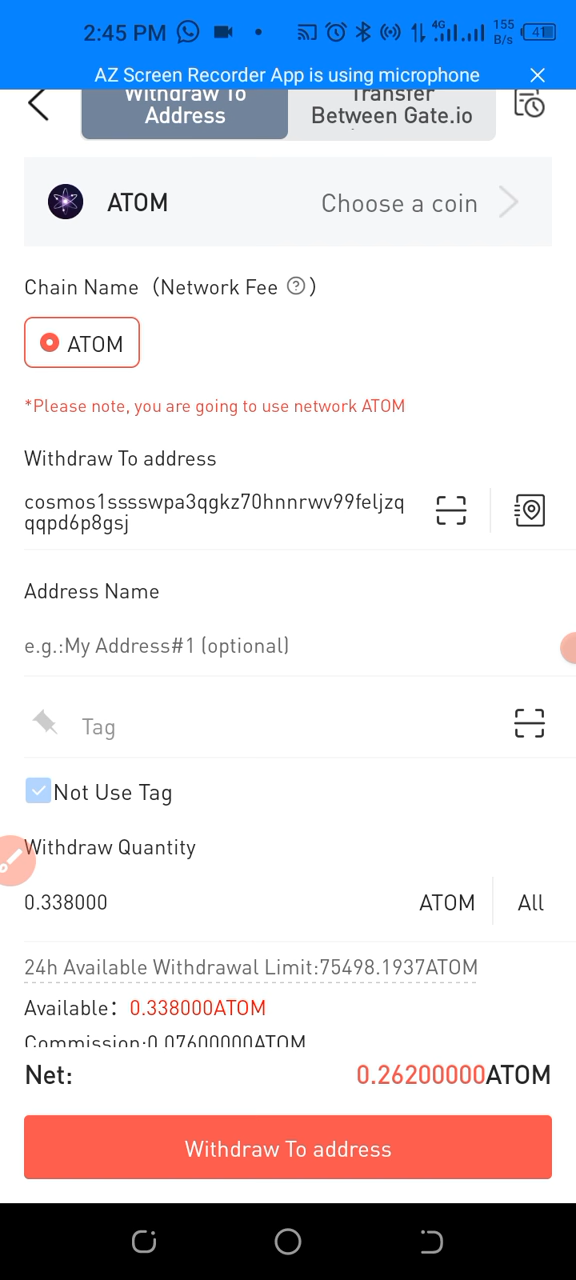 2:45 PM 4G 155 B/s 41
AZ Screen Recorder App is using microphone
Withdraw To
Address
Transfer
Between Gate.io
ATOM Choose a coin
Chain Name (Network Fee ?)
ATOM
*Please note, you are going to use network ATOM
Withdraw To address
cosmos1sssswpa3qgkz70hnnrwv99feljzq
qqpd6p8gsj
Address Name
e.g.:My Address#1 (optional)
Tag
Not Use Tag
Withdraw Quantity
0.338000 ATOM All
24h Available Withdrawal Limit:75498.1937ATOM
Available: 0.338000ATOM
Commission:0.07600000ATOM
Net: 0.26200000ATOM
Withdraw To address